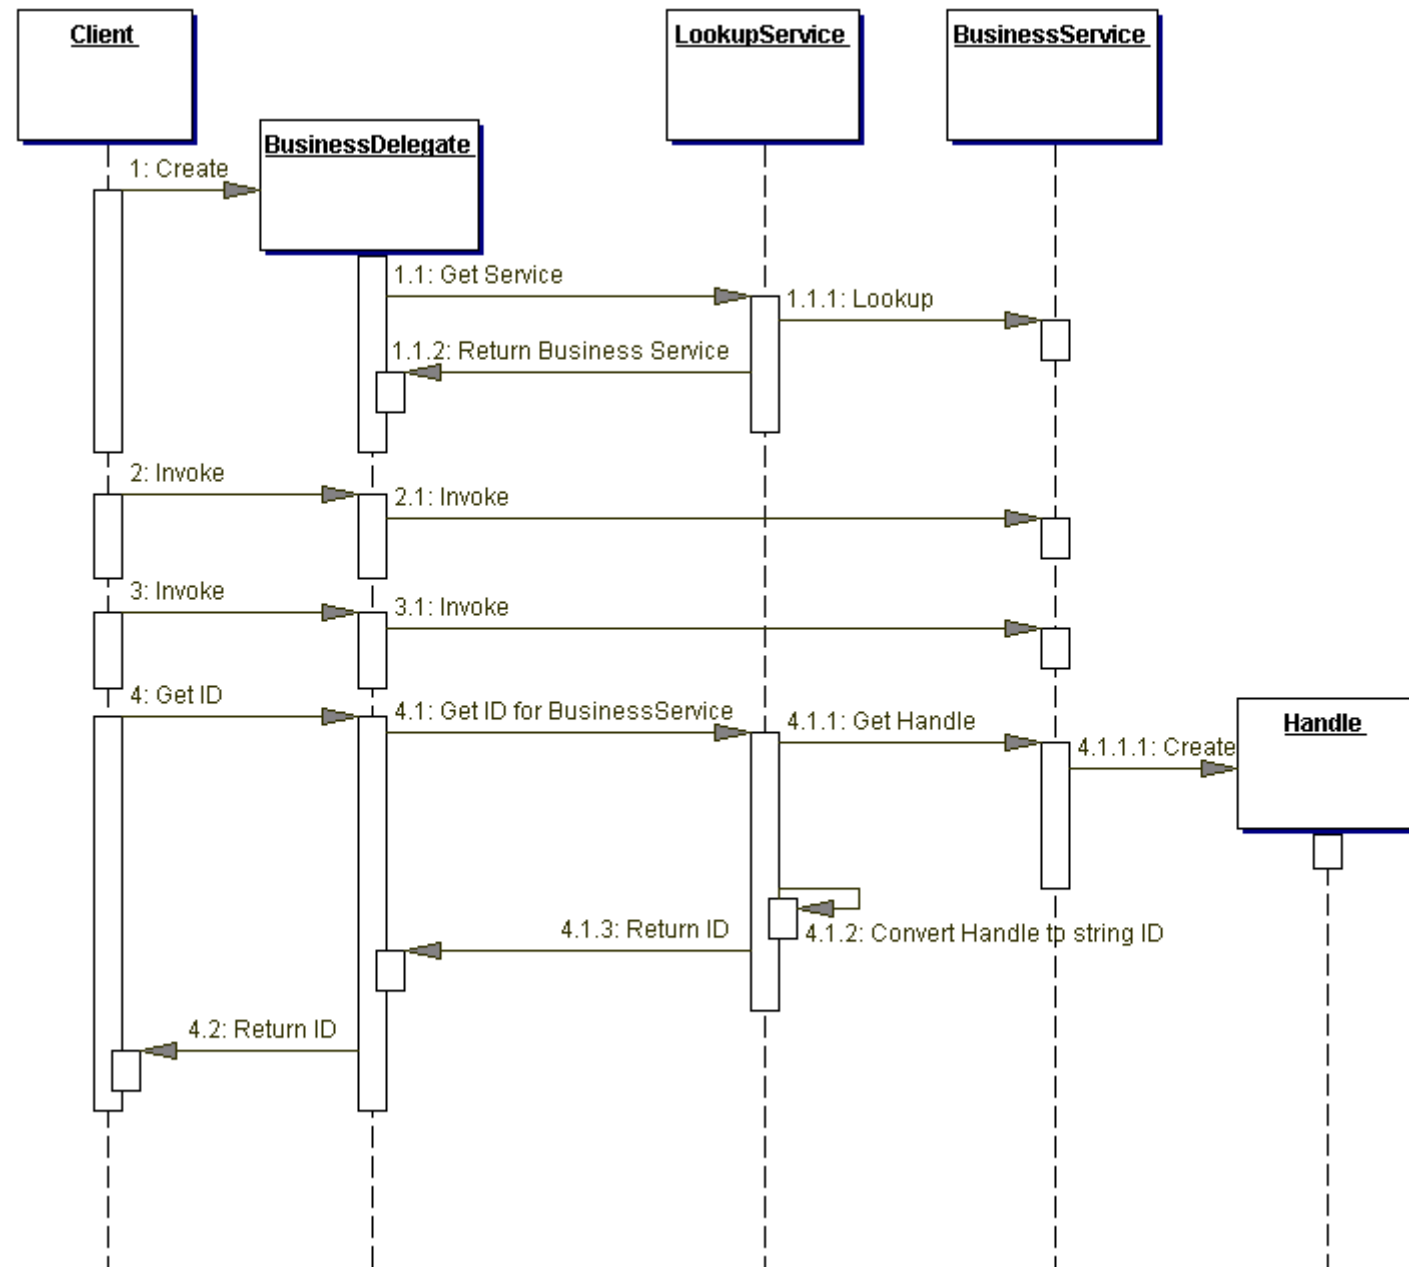 Client
LookupService
BusinessService
BusinessDelegate
1: Create
1.1: Get Service
1.1.1: Lookup
1.1.2: Return Business Service
2: Invoke
2.1: Invoke
3: Invoke
3.1: Invoke
4: Get ID
4.1: Get ID for BusinessService
4.1.1: Get Handle
Handle
4.1.1.1: Create
4.1.3: Return ID
4.1.2: Convert Handle to string ID
4.2: Return ID